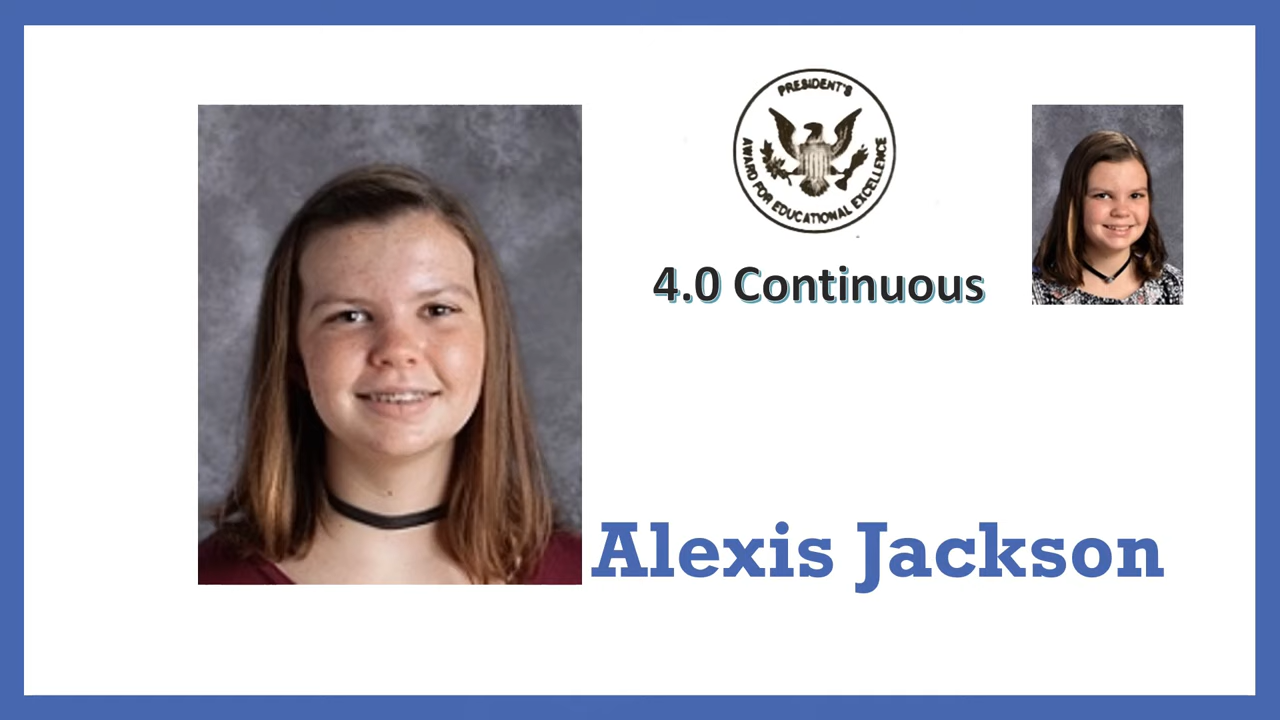 PRESIDENT'S
AWARD FOR EDUCATIONAL EXCELLENCE
4.0 Continuous
Alexis Jackson